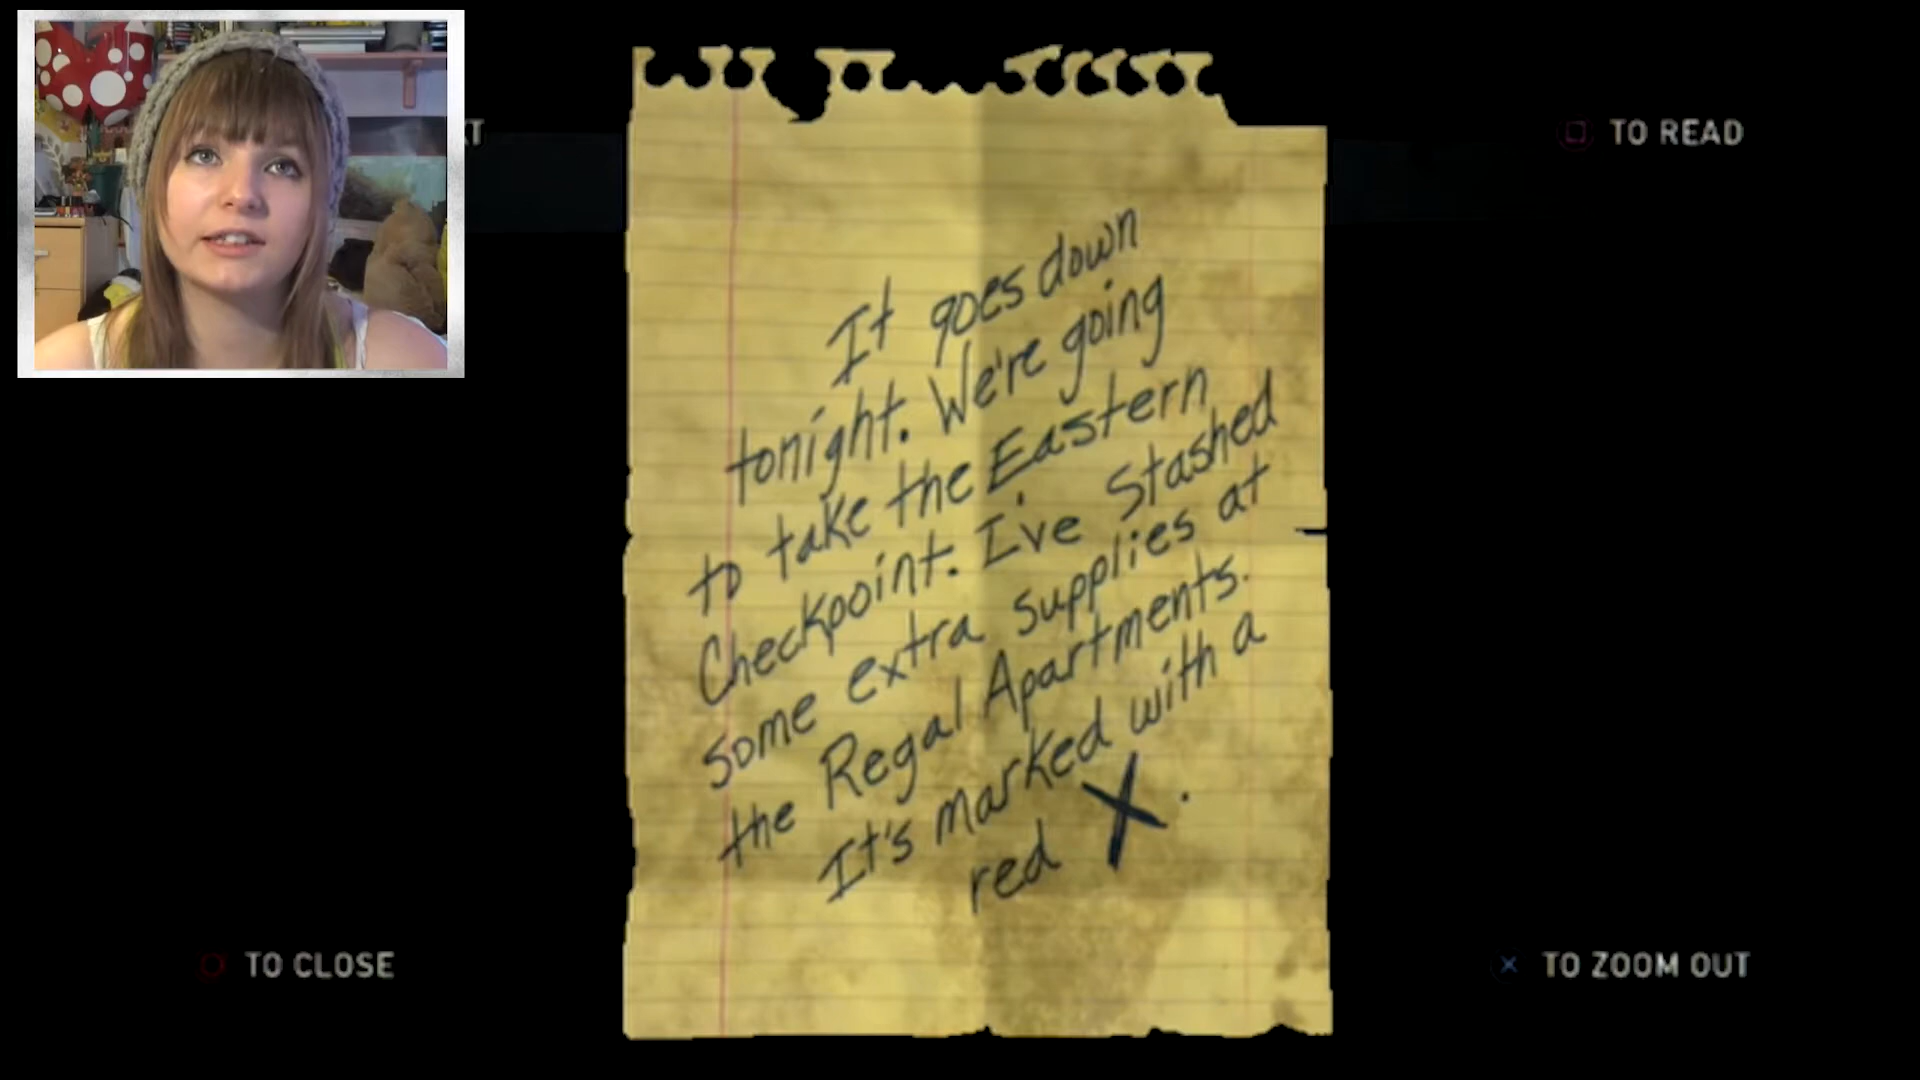 XT
TO READ
It goes down
tonight. We're going
to take the Eastern
Checkpoint. I've Stashed
some extra supplies at
the Regal Apartments.
It's marked with a
red X.
TO CLOSE
TO ZOOM OUT